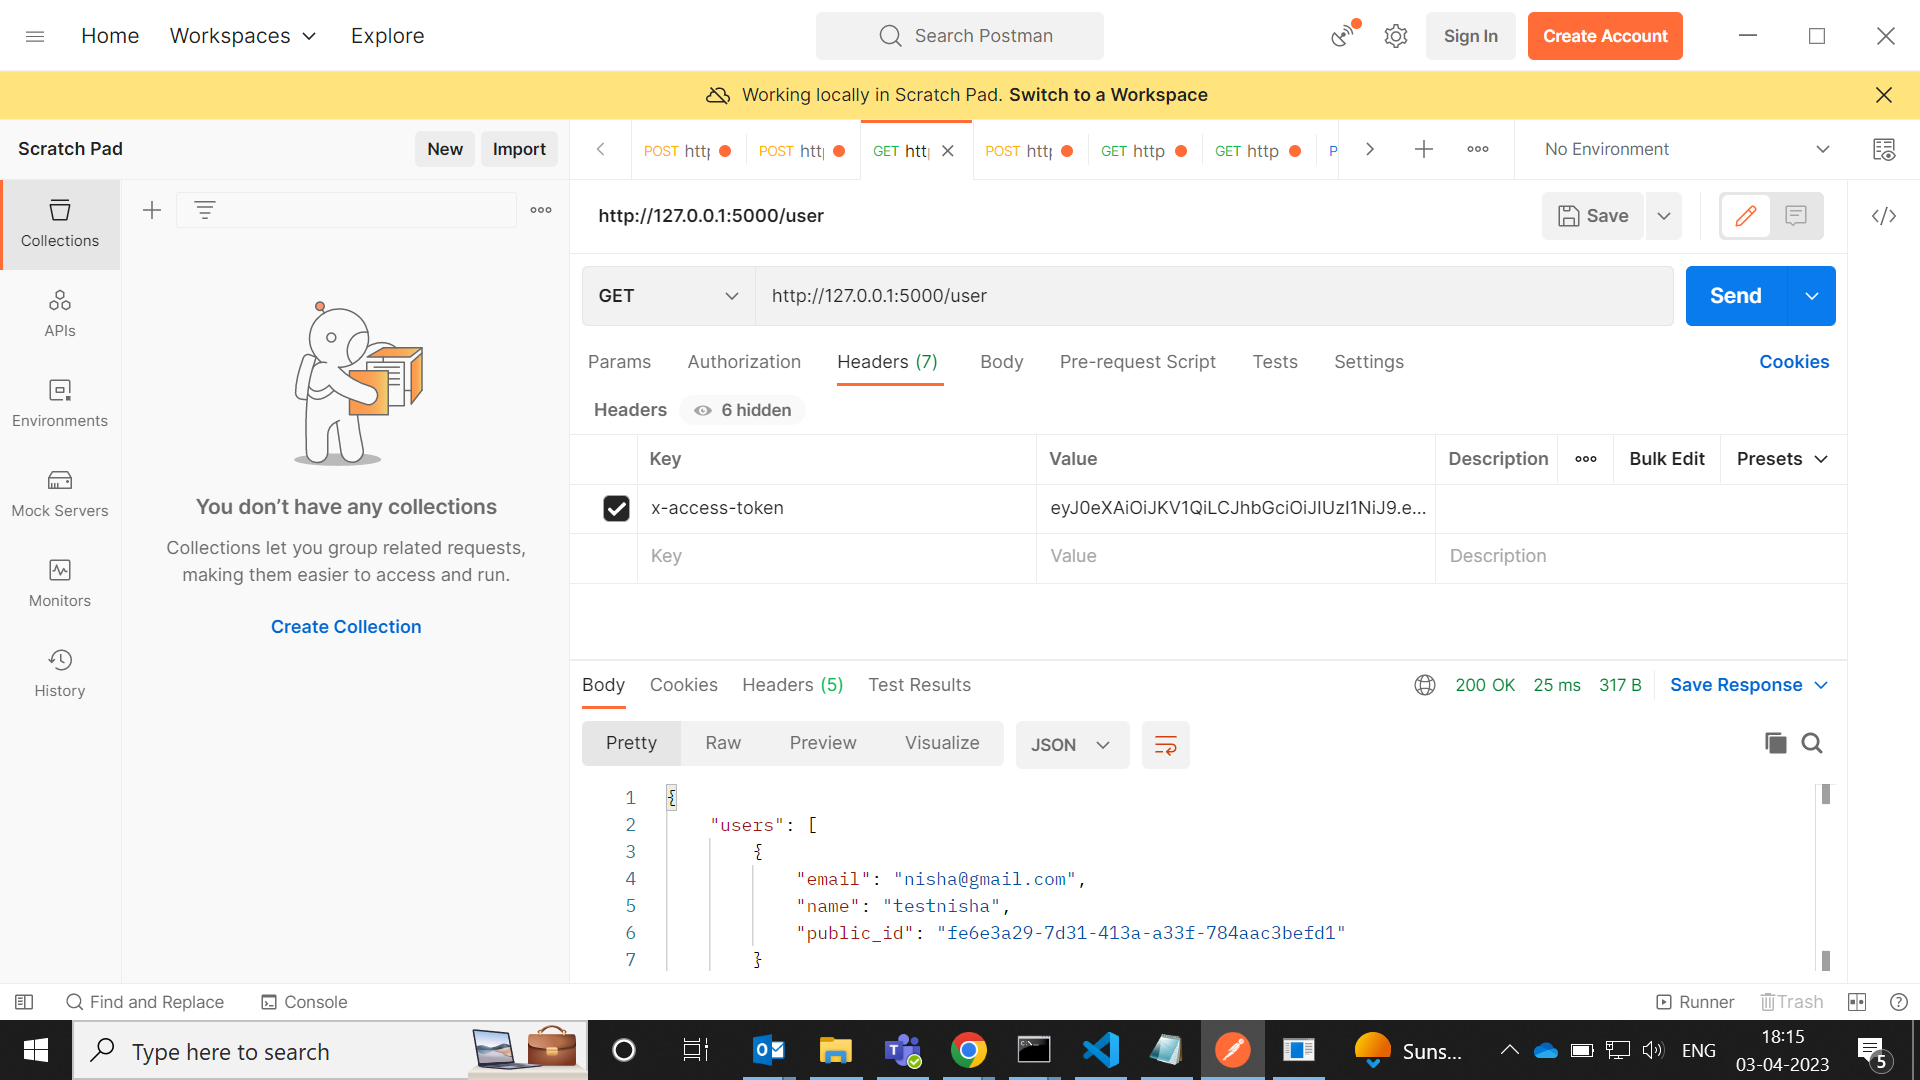 Home Workspaces Explore Search Postman Sign In Create Account
Working locally in Scratch Pad. Switch to a Workspace
Scratch Pad New Import POST http POST http GET http POST http GET http GET http P No Environment
Collections
APIs
Environments
Mock Servers
Monitors
History
You don’t have any collections
Collections let you group related requests,
making them easier to access and run.
Create Collection
http://127.0.0.1:5000/user Save
GET http://127.0.0.1:5000/user Send
Params Authorization Headers (7) Body Pre-request Script Tests Settings Cookies
Headers 6 hidden
Key Value Description Bulk Edit Presets
x-access-token eyJ0eXAiOiJKV1QiLCJhbGciOiJIUzI1NiJ9.e...
Key Value Description
Body Cookies Headers (5) Test Results 200 OK 25 ms 317 B Save Response
Pretty Raw Preview Visualize JSON
1 {
2 "users": [
3 {
4 "email": "nisha@gmail.com",
5 "name": "testnisha",
6 "public_id": "fe6e3a29-7d31-413a-a33f-784aac3befd1"
7 }
Find and Replace Console Runner Trash
Type here to search Suns... ENG 18:15
03-04-2023 5